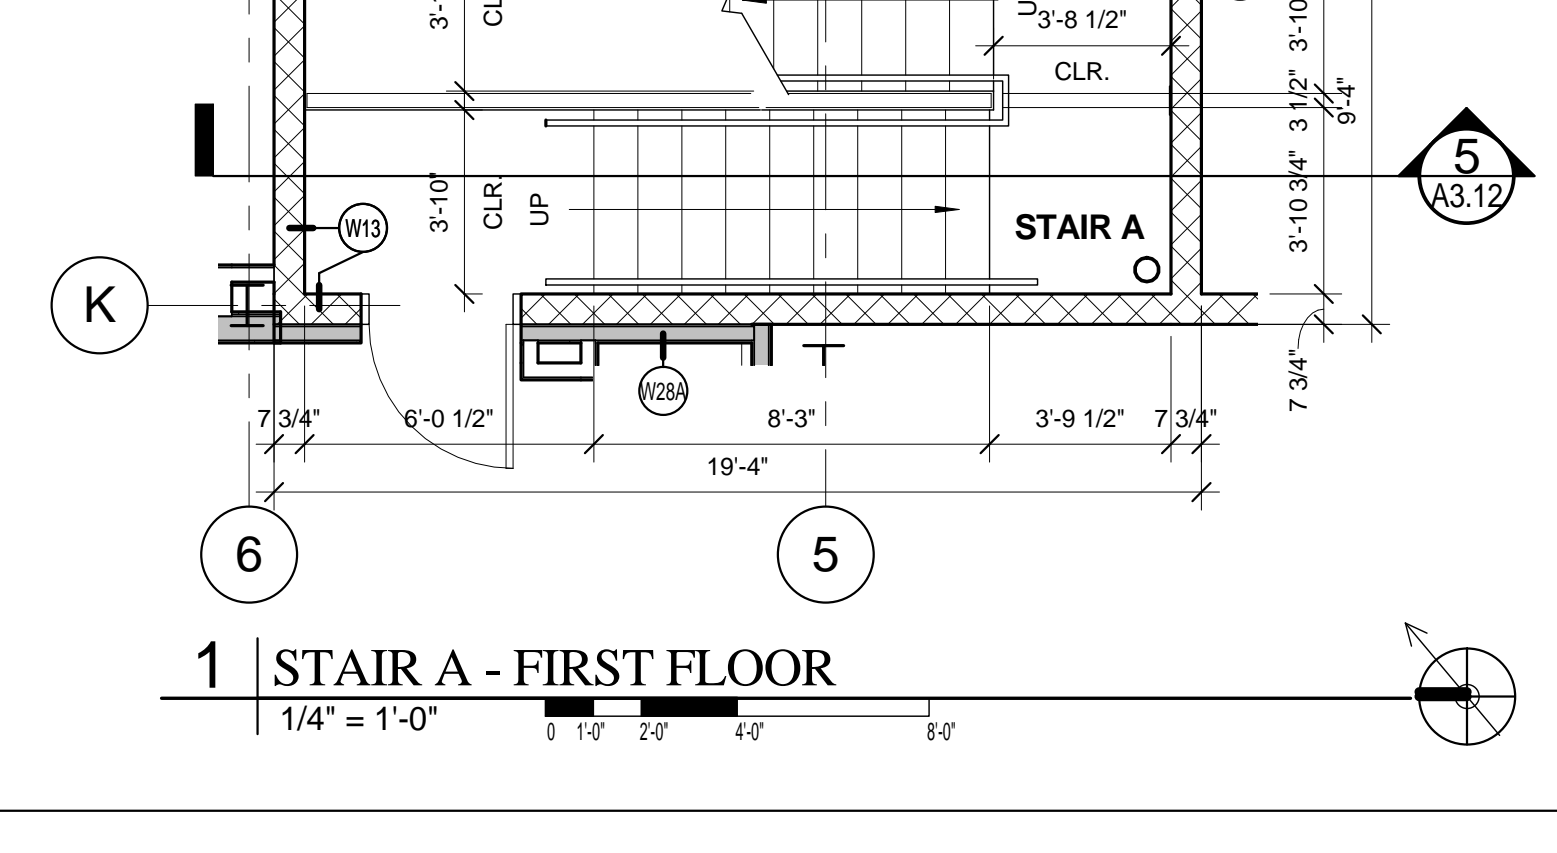 3'-8 1/2"
CLR.
3'-10
3 1/2"
9'-4"
3'-10 3/4"
5
A3.12
3'-10"
CLR.
UP
W13
STAIR A
K
W28A
7 3/4"
7 3/4"
6'-0 1/2"
8'-3"
3'-9 1/2"
7 3/4"
19'-4"
6
5
1
STAIR A - FIRST FLOOR
1/4" = 1'-0"
0 1'-0" 2'-0" 4'-0" 8'-0"